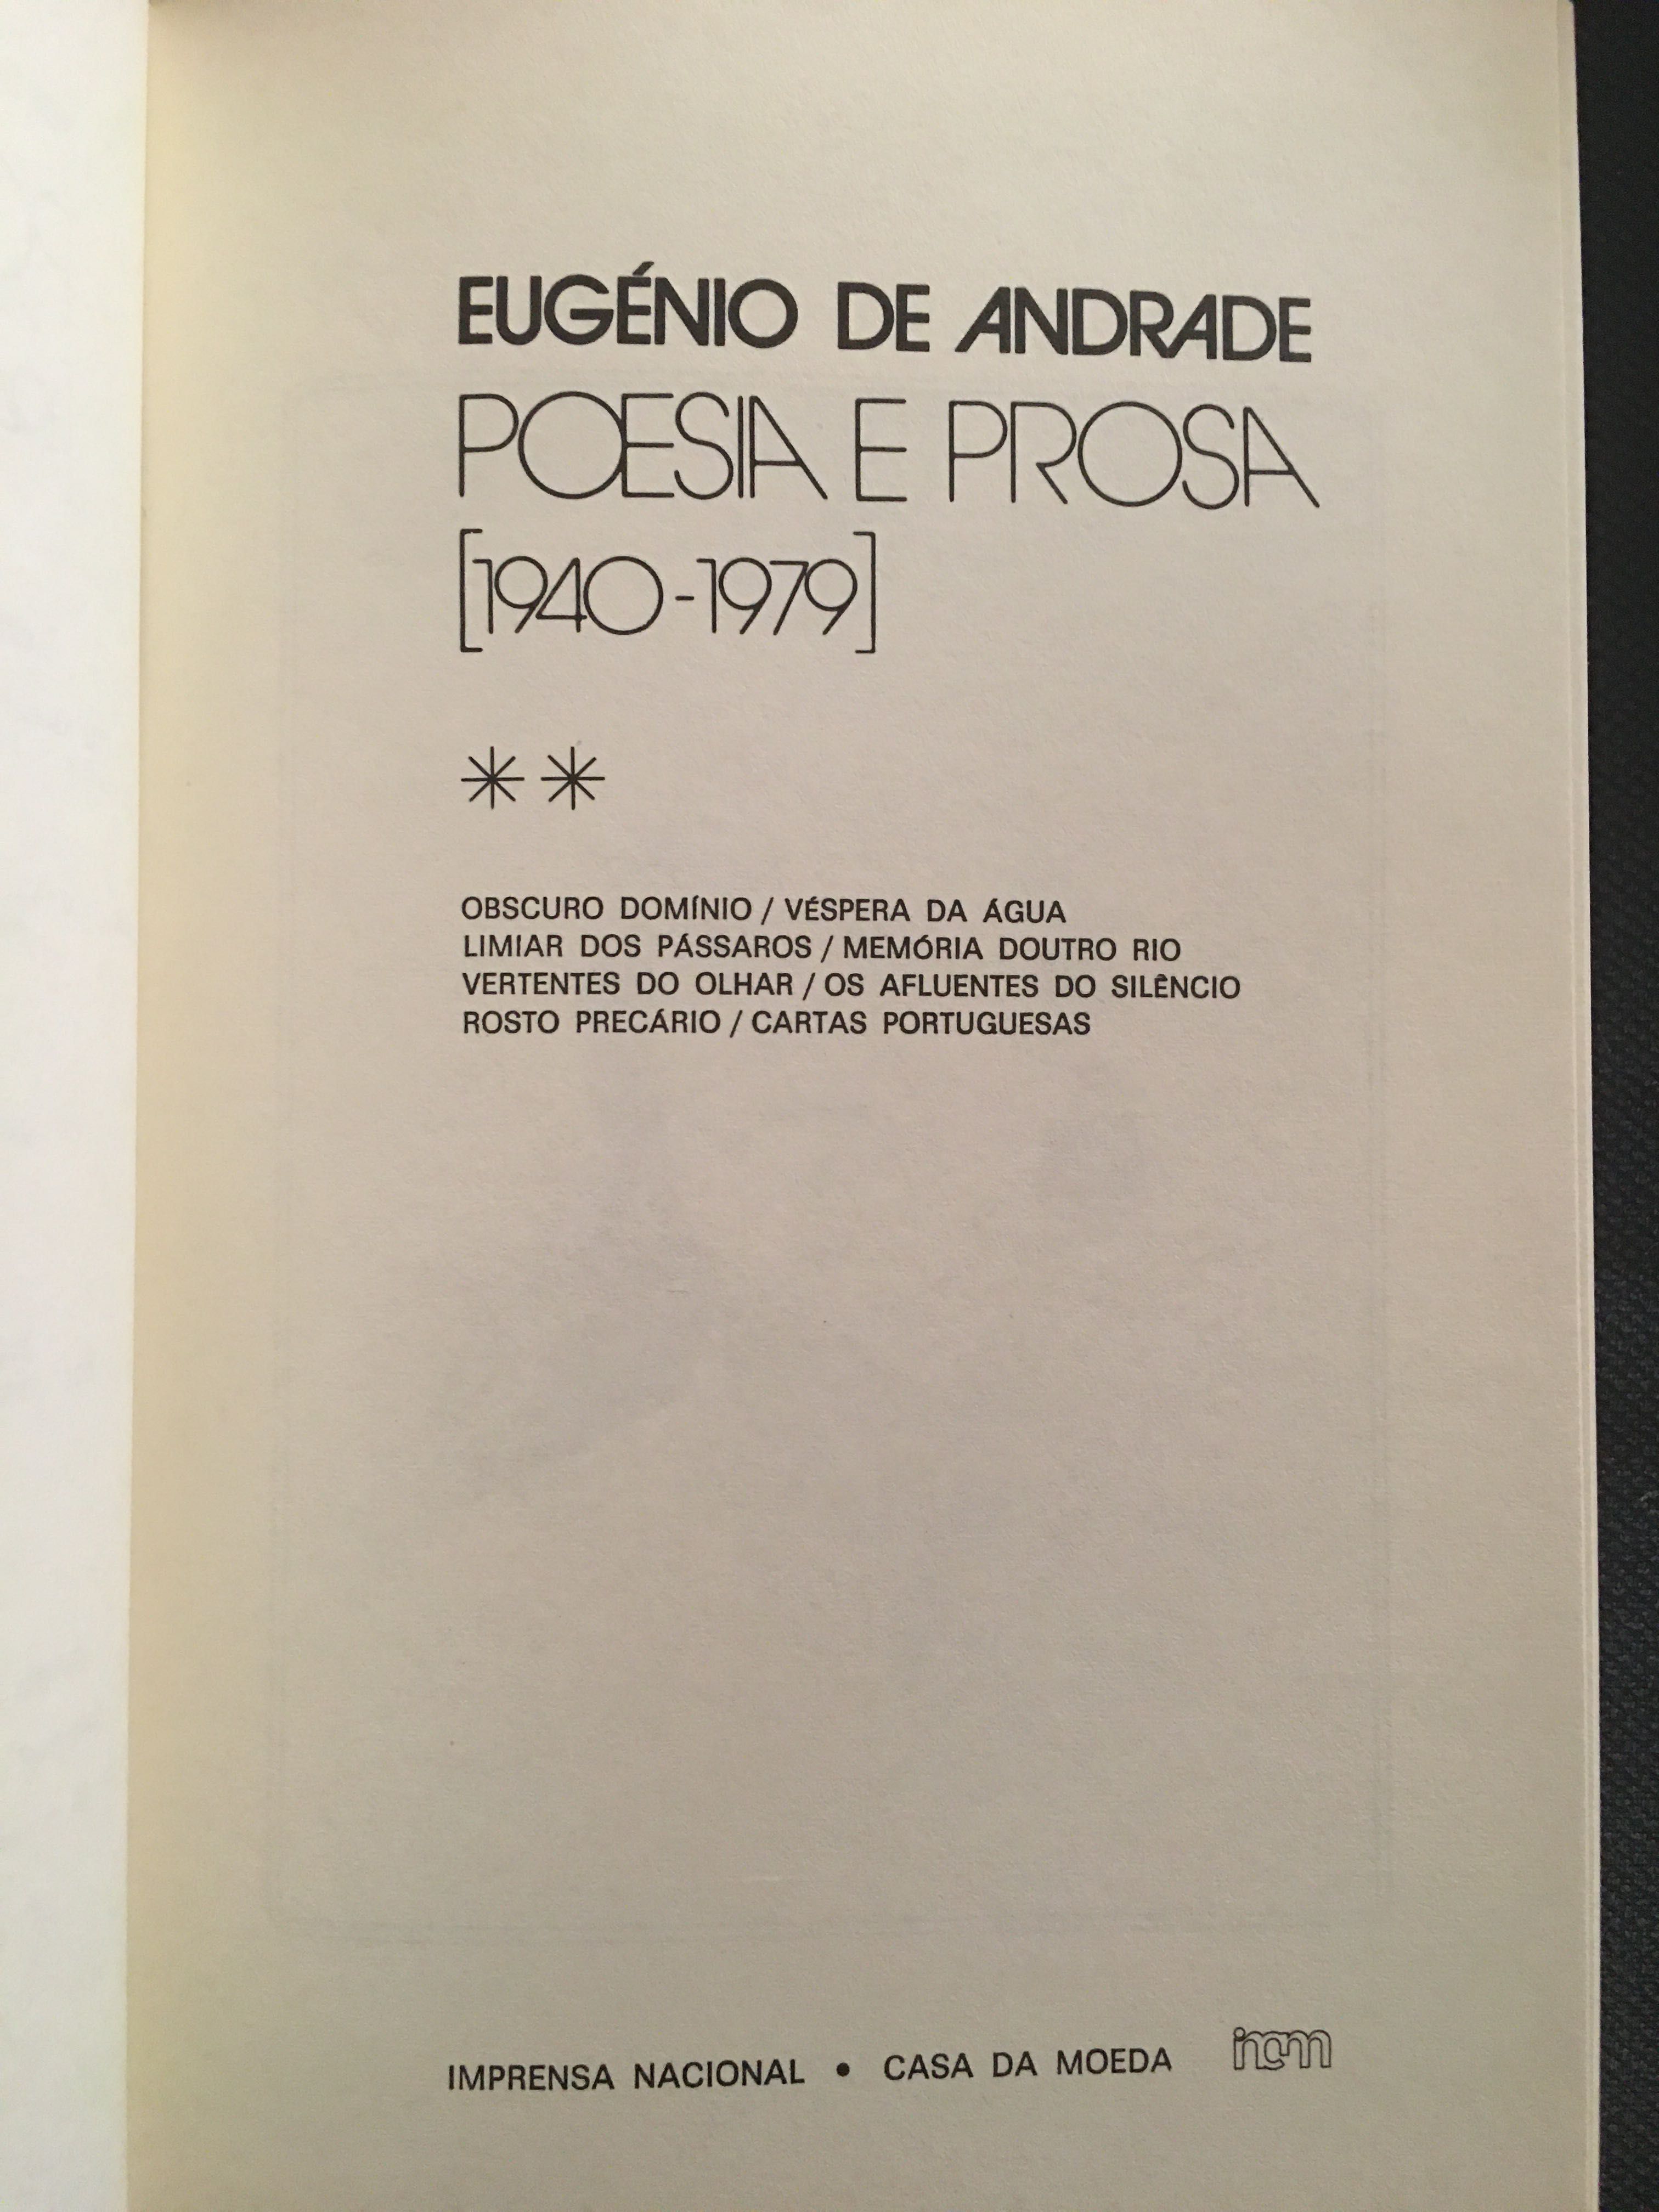 EUGÉNIO DE ANDRADE
POESIA E PROSA
[1940-1979]
**
OBSCURO DOMÍNIO / VÉSPERA DA ÁGUA
LIMIAR DOS PÁSSAROS / MEMÓRIA DOUTRO RIO
VERTENTES DO OLHAR / OS AFLUENTES DO SILÊNCIO
ROSTO PRECÁRIO / CARTAS PORTUGUESAS
IMPRENSA NACIONAL • CASA DA MOEDA incm